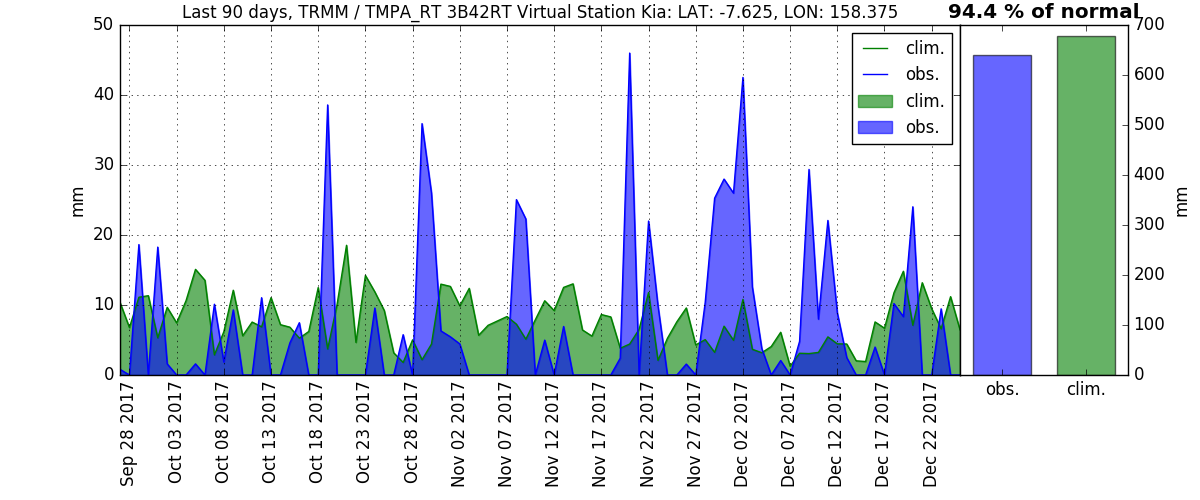 Last 90 days, TRMM / TMPA_RT 3B42RT Virtual Station Kia: LAT: -7.625, LON: 158.375
94.4 % of normal
50
40
30
20
10
0
mm
clim.
obs.
clim.
obs.
700
600
500
400
300
200
100
0
mm
Sep 28 2017
Oct 03 2017
Oct 08 2017
Oct 13 2017
Oct 18 2017
Oct 23 2017
Oct 28 2017
Nov 02 2017
Nov 07 2017
Nov 12 2017
Nov 17 2017
Nov 22 2017
Nov 27 2017
Dec 02 2017
Dec 07 2017
Dec 12 2017
Dec 17 2017
Dec 22 2017
obs.
clim.